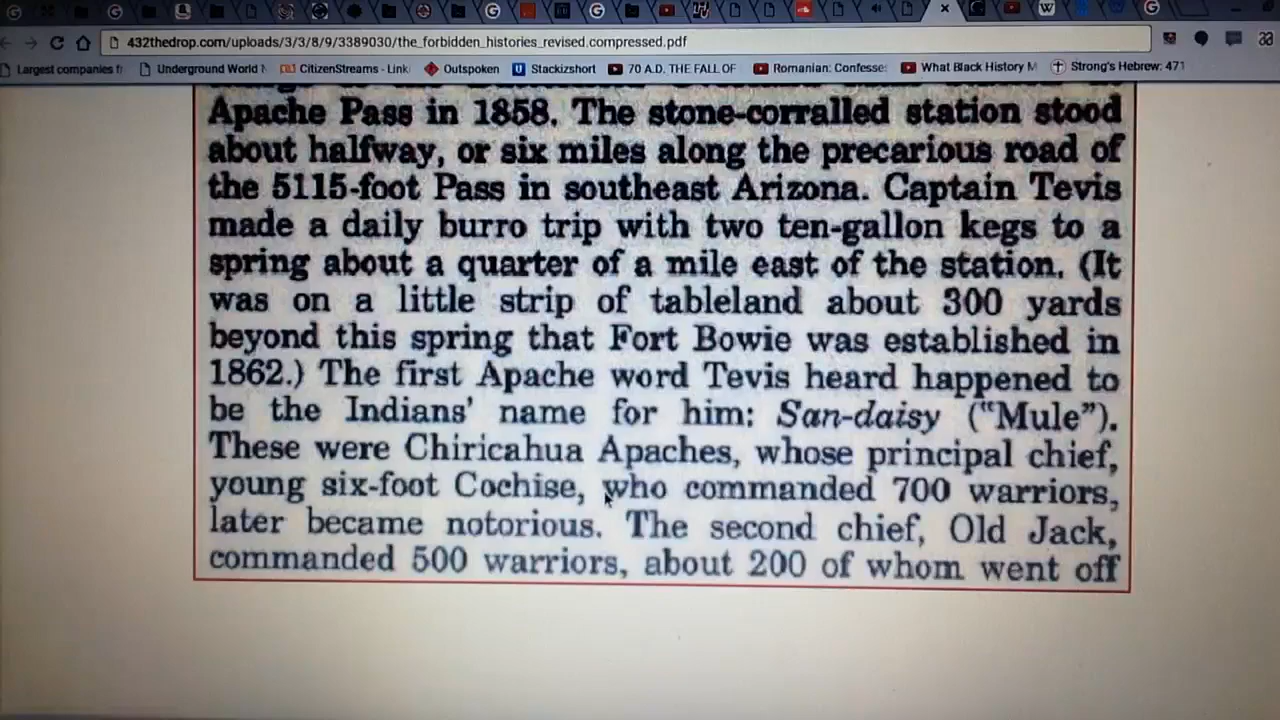 432thedrop.com/uploads/3/3/8/9/3389030/the_forbidden_histories_revised.compressed.pdf
Largest companies f Underground World CitizenStreams - Link Outspoken Stackizshort 70 A.D. THE FALL OF Romanian: Confesse What Black History M Strong's Hebrew: 471
Apache Pass in 1858. The stone-corralled station stood
about halfway, or six miles along the precarious road of
the 5115-foot Pass in southeast Arizona. Captain Tevis
made a daily burro trip with two ten-gallon kegs to a
spring about a quarter of a mile east of the station. (It
was on a little strip of tableland about 300 yards
beyond this spring that Fort Bowie was established in
1862.) The first Apache word Tevis heard happened to
be the Indians' name for him: San-daisy ("Mule").
These were Chiricahua Apaches, whose principal chief,
young six-foot Cochise, who commanded 700 warriors,
later became notorious. The second chief, Old Jack,
commanded 500 warriors, about 200 of whom went off